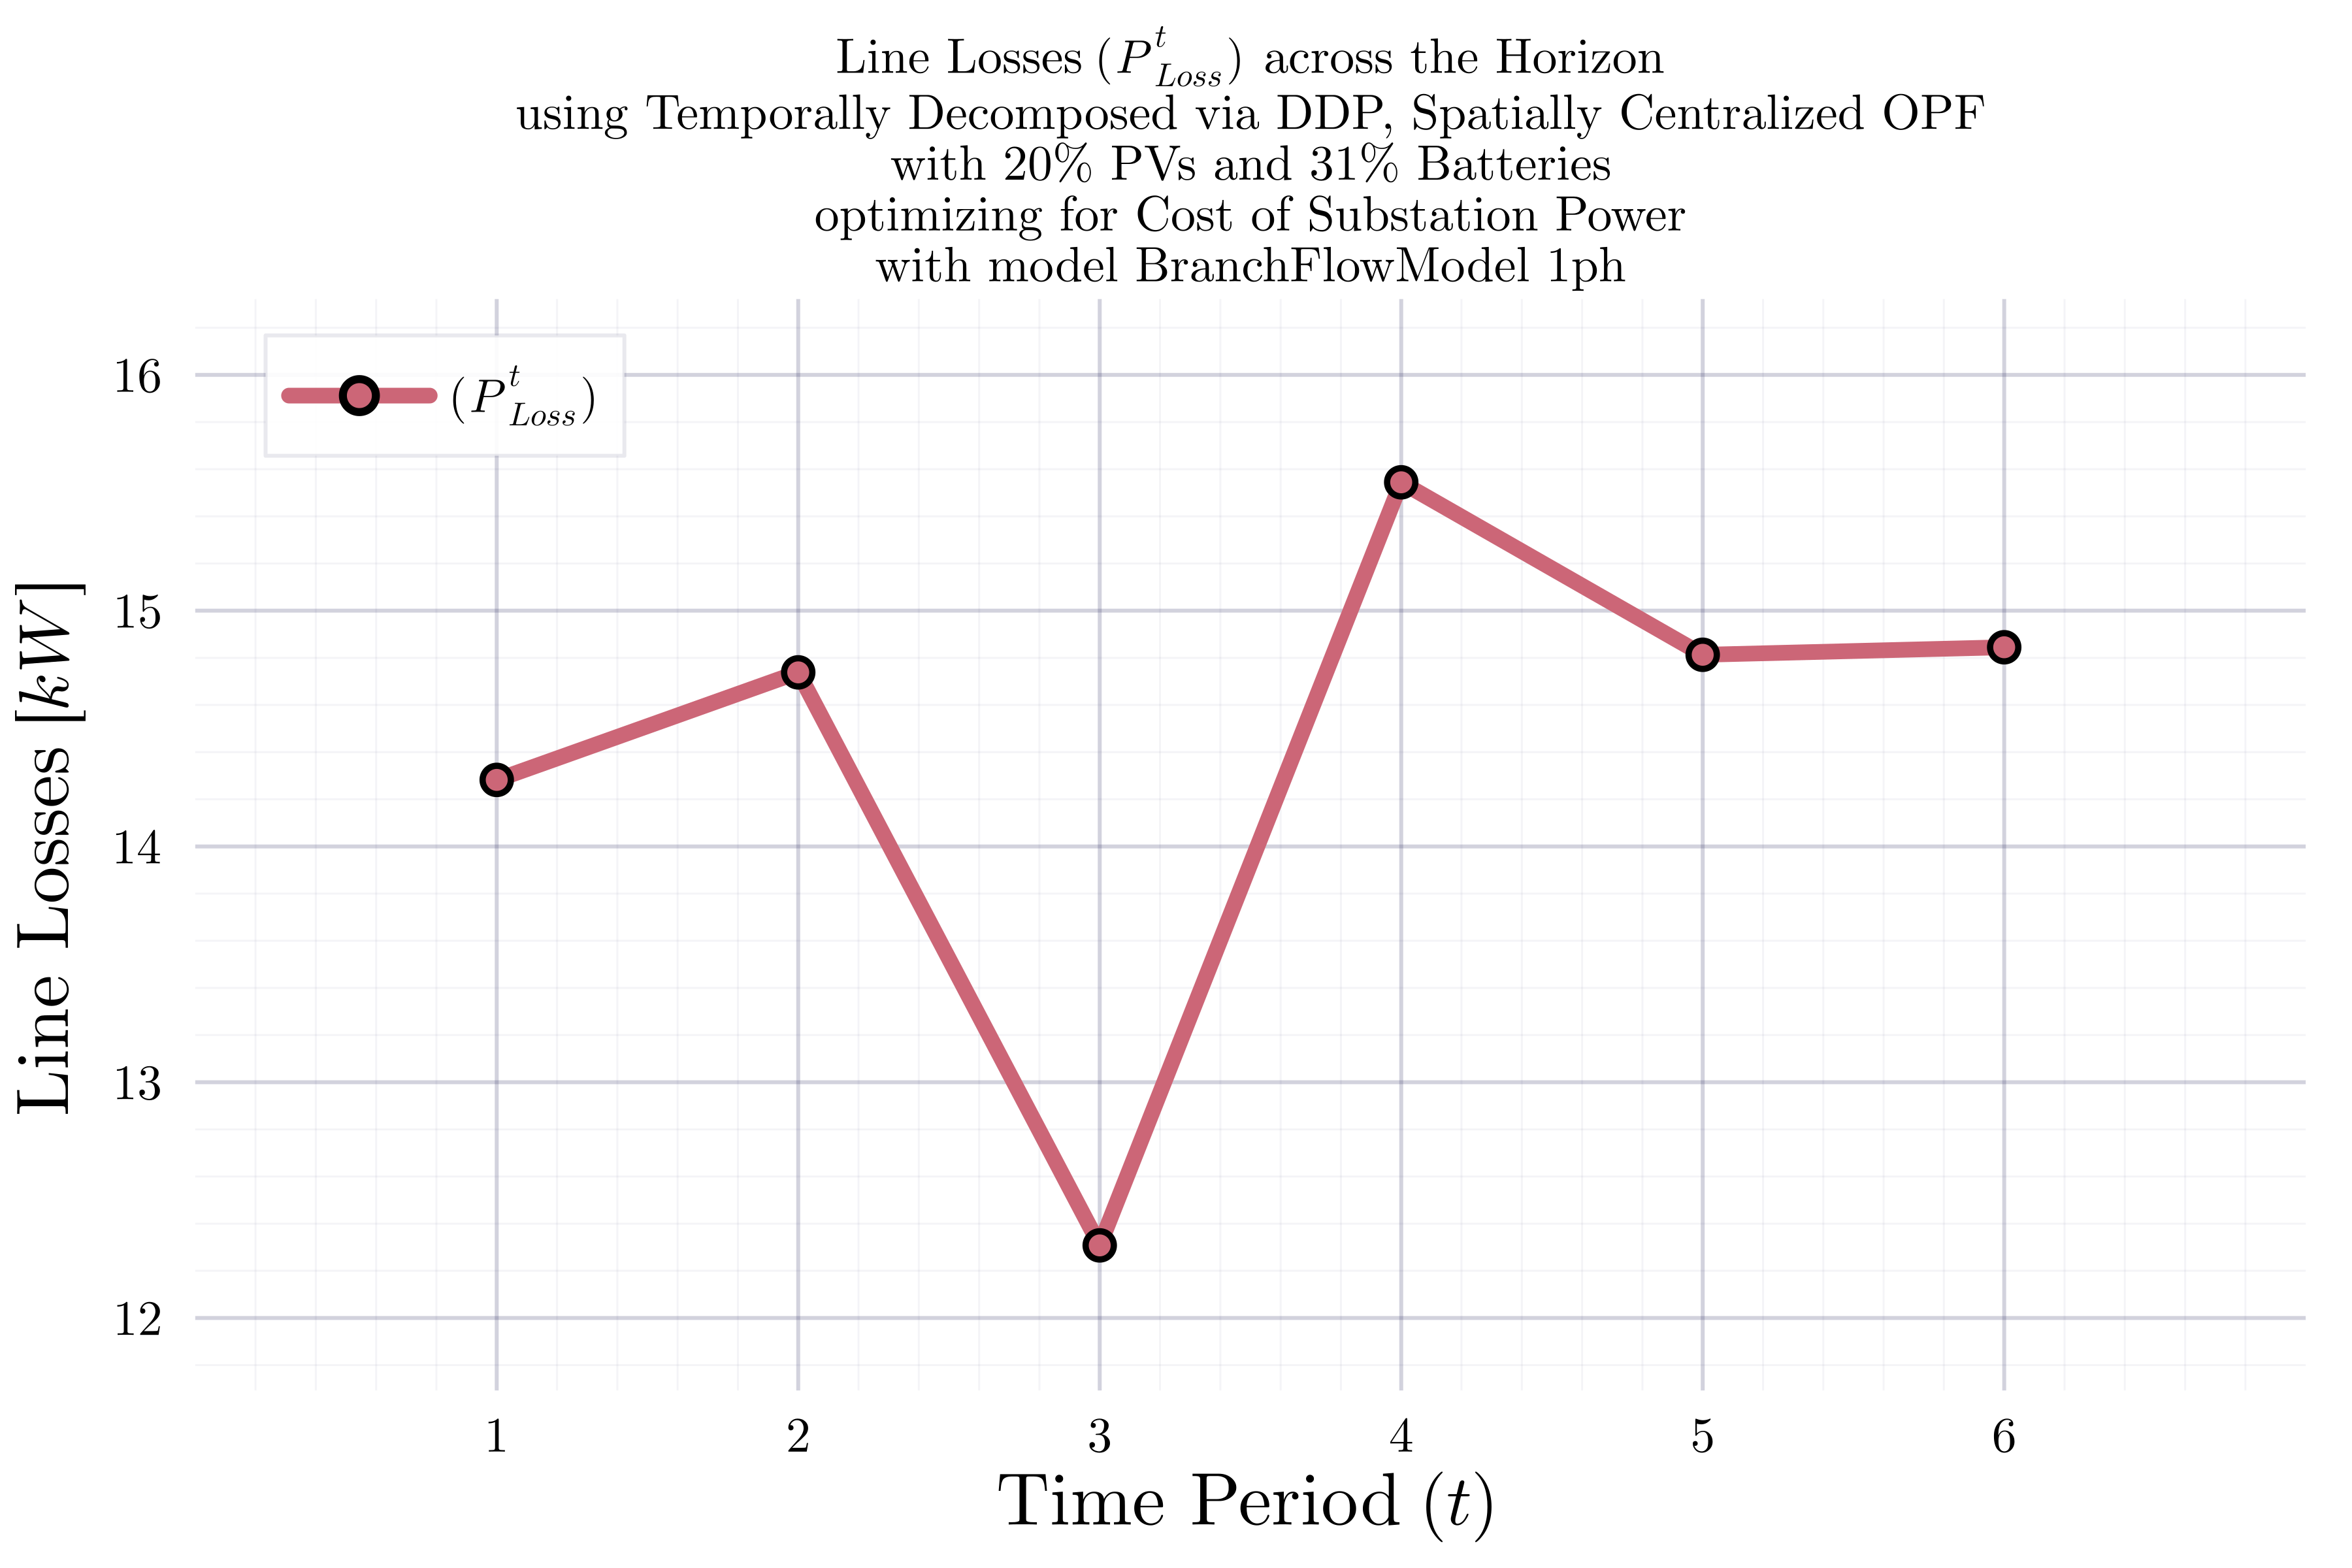 Line Losses (P^t_Loss) across the Horizon
using Temporally Decomposed via DDP, Spatially Centralized OPF
with 20% PVs and 31% Batteries
optimizing for Cost of Substation Power
with model BranchFlowModel 1ph
(P^t_Loss)
16
15
14
13
12
Line Losses [kW]
1 2 3 4 5 6
Time Period (t)